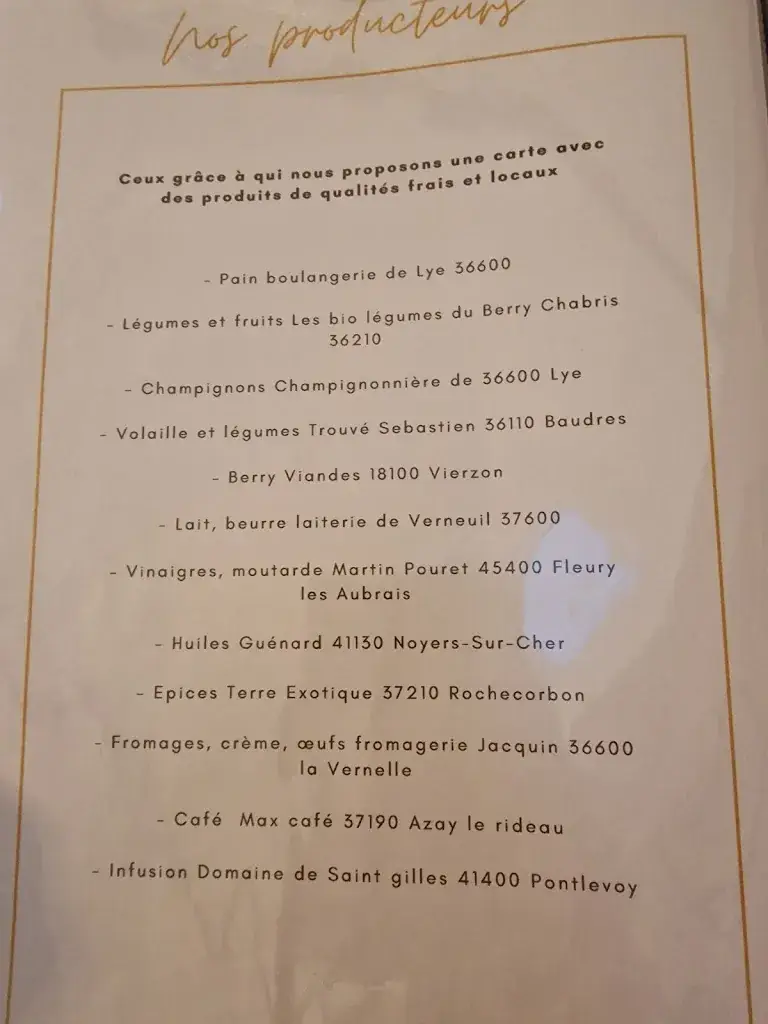 Nos producteurs
Ceux grâce à qui nous proposons une carte avec
des produits de qualités frais et locaux
- Pain boulangerie de Lye 36600
- Légumes et fruits Les bio légumes du Berry Chabris
36210
- Champignons Champignonnière de 36600 Lye
- Volaille et légumes Trouvé Sebastien 36110 Baudres
- Berry Viandes 18100 Vierzon
- Lait, beurre laiterie de Verneuil 37600
- Vinaigres, moutarde Martin Pouret 45400 Fleury
les Aubrais
- Huiles Guénard 41130 Noyers-Sur-Cher
- Epices Terre Exotique 37210 Rochecorbon
- Fromages, crème, œufs fromagerie Jacquin 36600
la Vernelle
- Café  Max café 37190 Azay le rideau
- Infusion Domaine de Saint gilles 41400 Pontlevoy